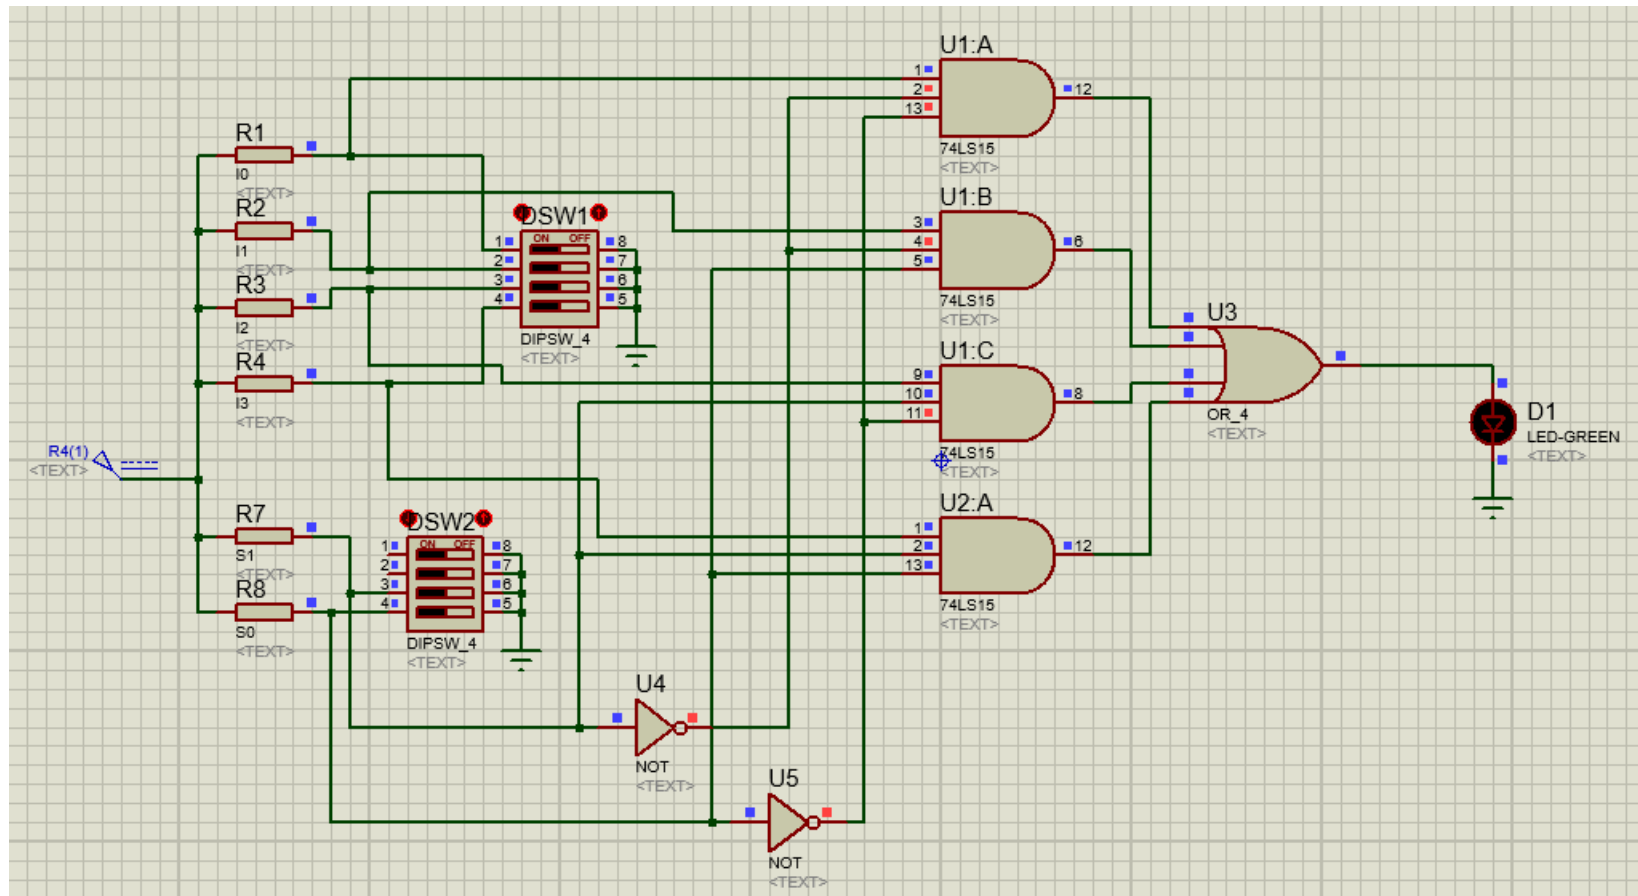 U1:A
1
2
13
12
74LS15
<TEXT>
R1
I0
<TEXT>
R2
I1
<TEXT>
R3
I2
<TEXT>
R4
I3
<TEXT>
DSW1
ON OFF
1 8
2 7
3 6
4 5
DIPSW_4
<TEXT>
U1:B
3
4
5
6
74LS15
<TEXT>
U1:C
9
10
11
8
74LS15
<TEXT>
U3
OR_4
<TEXT>
D1
LED-GREEN
<TEXT>
R4(1)
<TEXT>
R7
S1
<TEXT>
R8
S0
<TEXT>
DSW2
ON OFF
1 8
2 7
3 6
4 5
DIPSW_4
<TEXT>
U2:A
1
2
13
12
74LS15
<TEXT>
U4
NOT
<TEXT>
U5
NOT
<TEXT>